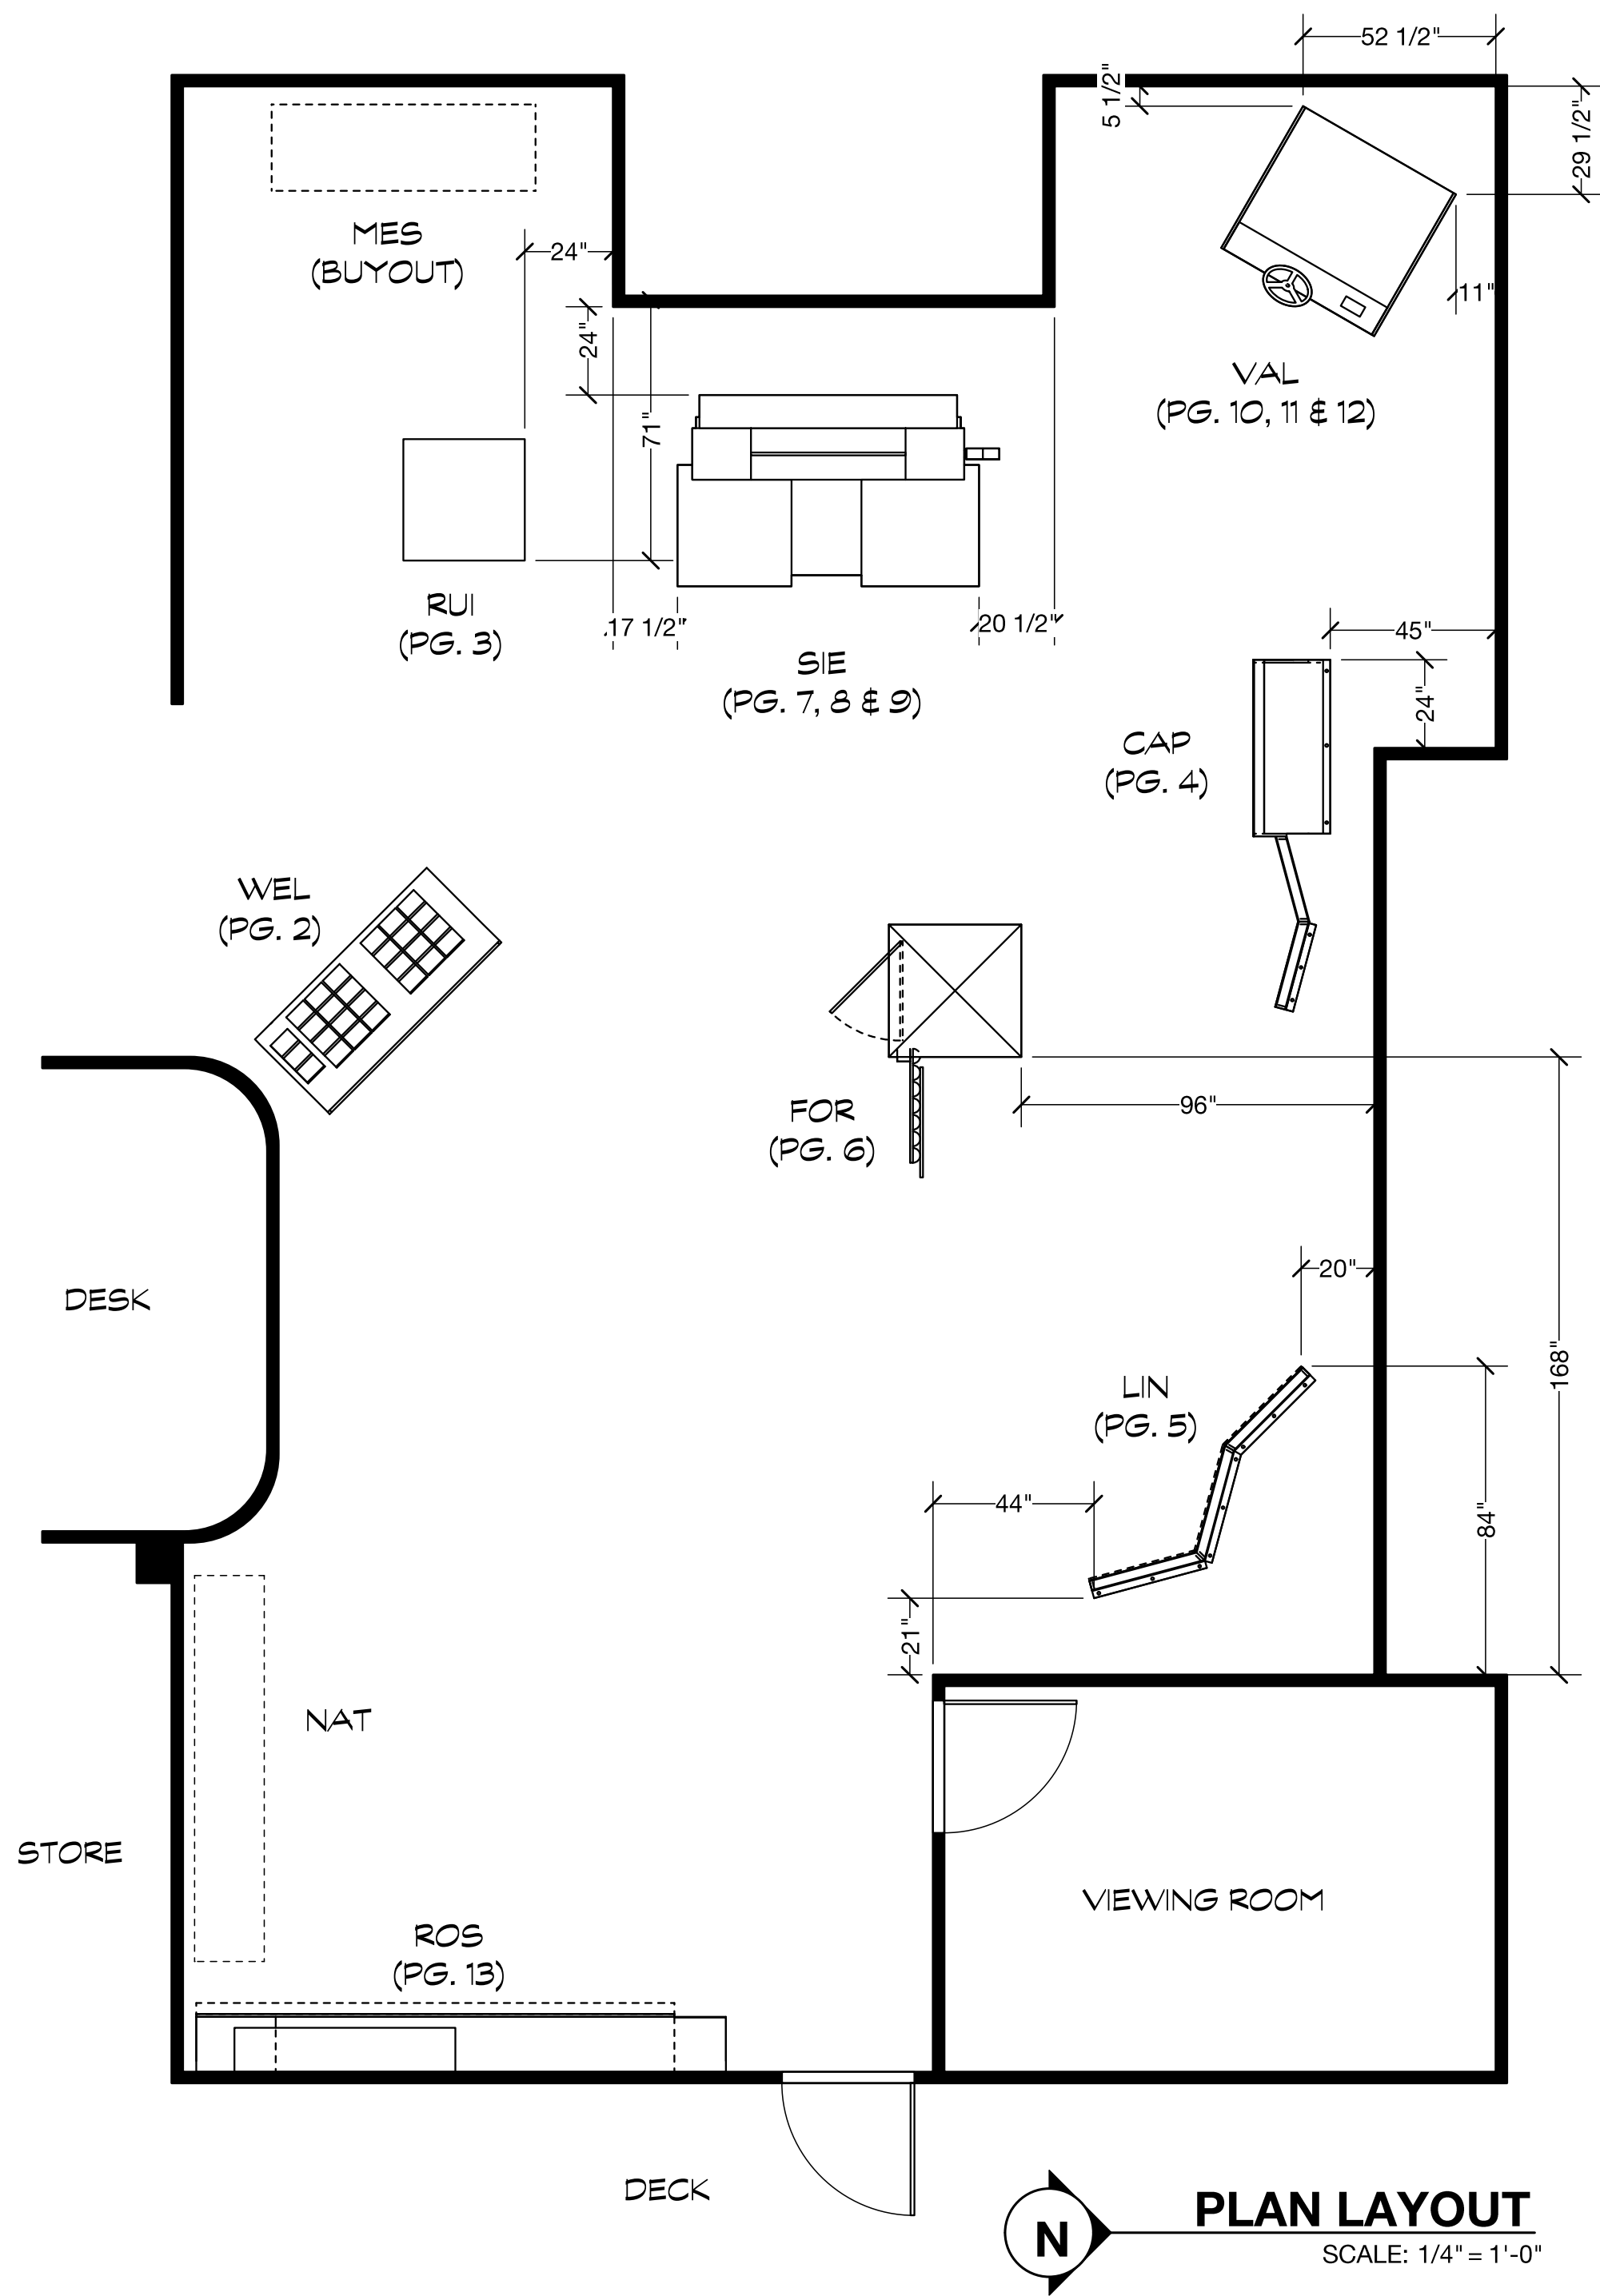 52 1/2"
5 1/2"
29 1/2"
MES
(BUYOUT)
24"
11"
24"
VAL
(PG. 10, 11 & 12)
71"
RUI
(PG. 3)
17 1/2"
20 1/2"
45"
SIE
(PG. 7, 8 & 9)
24"
CAP
(PG. 4)
WEL
(PG. 2)
96"
FOR
(PG. 6)
20"
DESK
168"
LIN
(PG. 5)
44"
84"
21"
NAT
STORE
VIEWING ROOM
ROS
(PG. 13)
DECK
N
PLAN LAYOUT
SCALE: 1/4" = 1'-0"